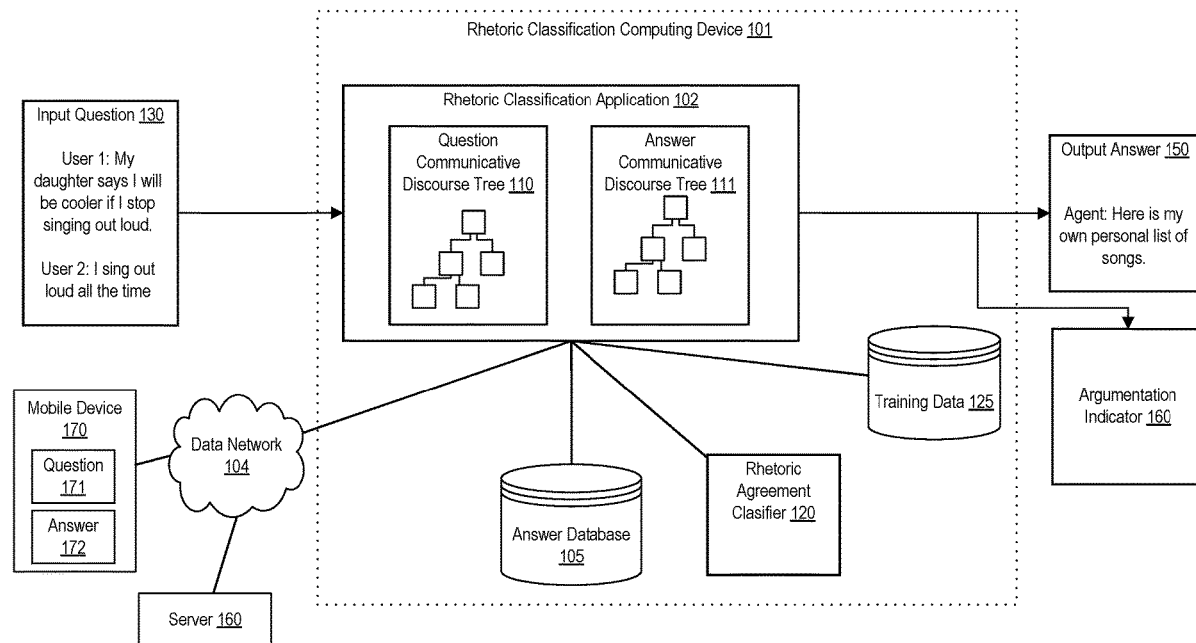 Rhetoric Classification Computing Device 101
Rhetoric Classification Application 102
Input Question 130
User 1: My
daughter says I will
be cooler if I stop
singing out loud.
User 2: I sing out
loud all the time
Question
Communicative
Discourse Tree 110
Answer
Communicative
Discourse Tree 111
Output Answer 150
Agent: Here is my
own personal list of
songs.
Training Data 125
Argumentation
Indicator 160
Mobile Device
170
Question
171
Answer
172
Data Network
104
Answer Database
105
Rhetoric
Agreement
Clasifier 120
Server 160